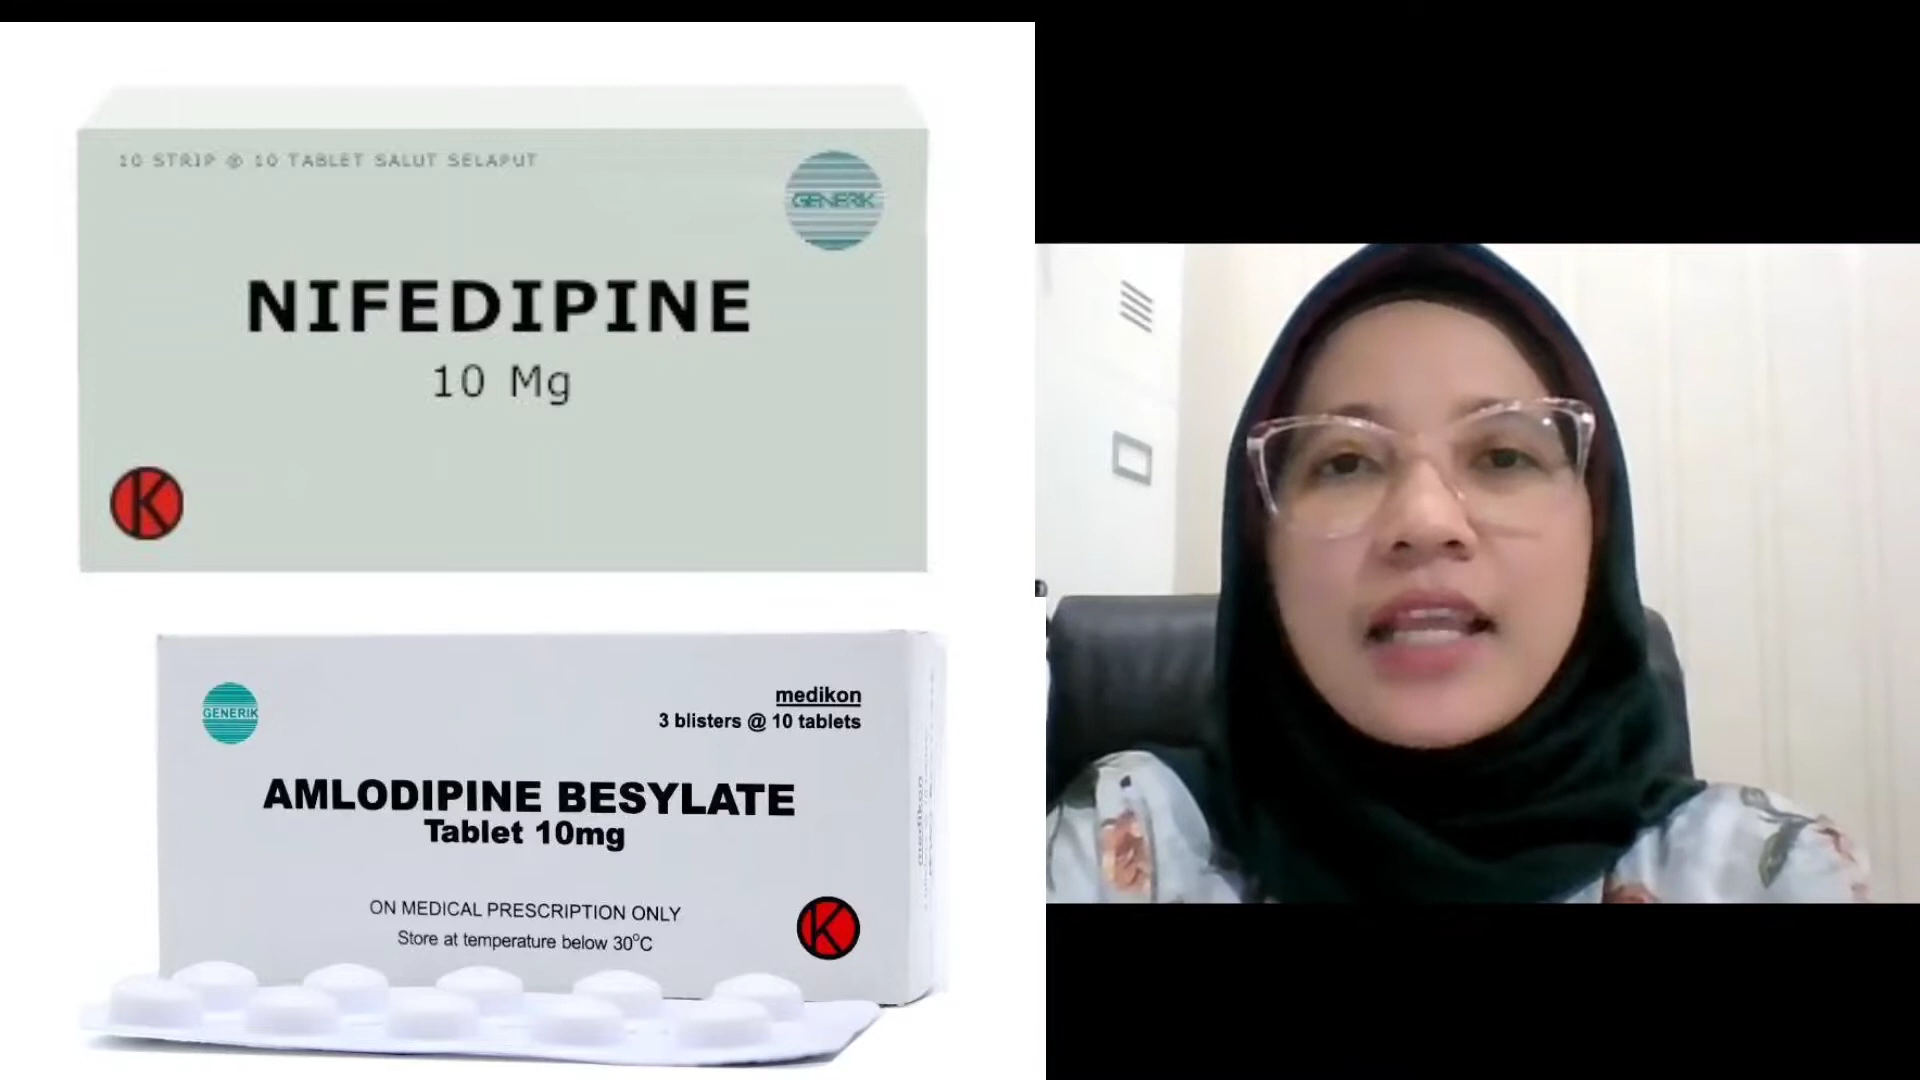 10 STRIP @ 10 TABLET SALUT SELAPUT
GENERIK
NIFEDIPINE
10 Mg
K
GENERIK
medikon
3 blisters @ 10 tablets
AMLODIPINE BESYLATE
Tablet 10mg
ON MEDICAL PRESCRIPTION ONLY
Store at temperature below 30°C
K
medikon